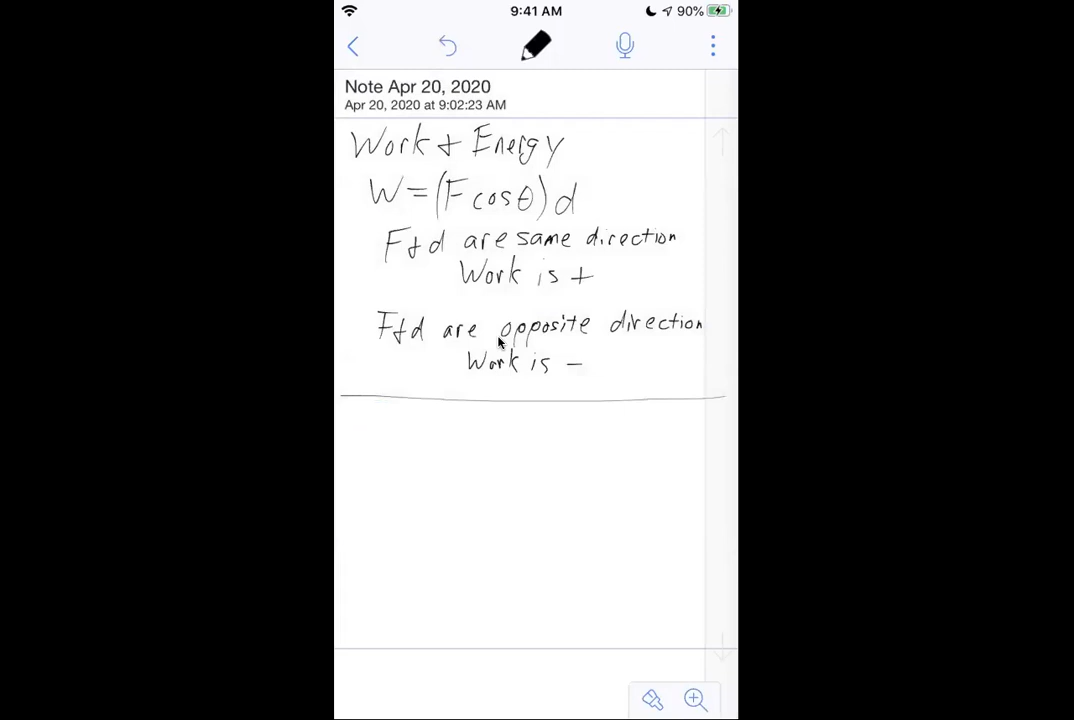 9:41 AM
90%
Note Apr 20, 2020
Apr 20, 2020 at 9:02:23 AM
Work + Energy
W = (F cos θ) d
F + d are same direction
Work is +
F + d are opposite direction
Work is −